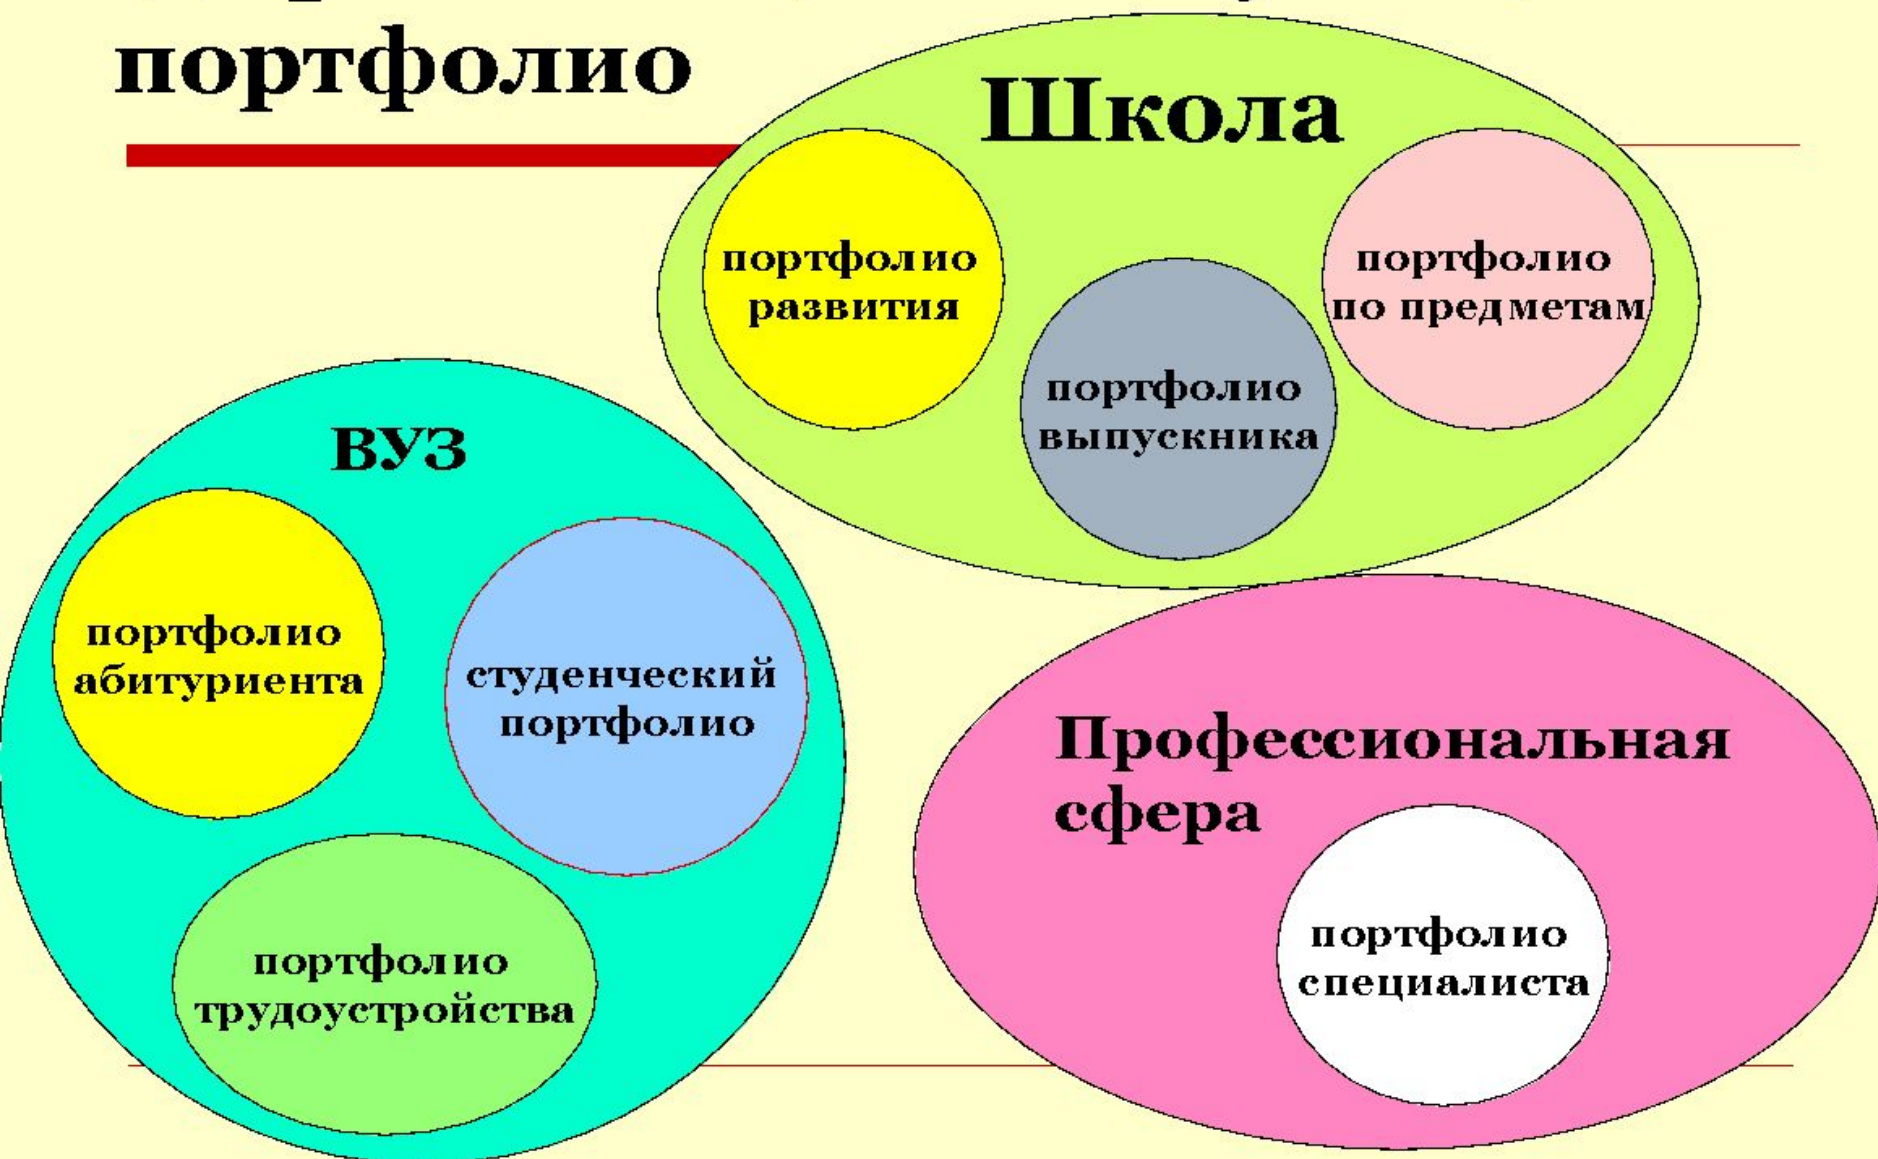 портфолио
Школа
портфолио
развития
портфолио
выпускника
портфолио
по предметам
ВУЗ
портфолио
абитуриента
студенческий
портфолио
портфолио
трудоустройства
Профессиональная
сфера
портфолио
специалиста